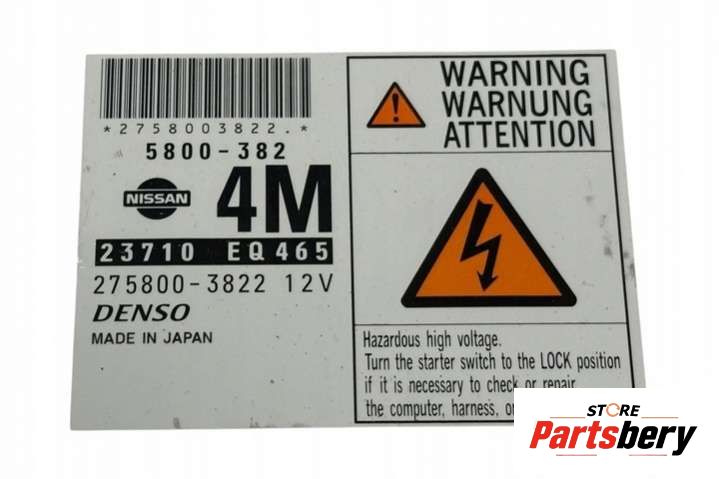 *2758003822.*
5800-382
NISSAN
4M
23710 EQ465
275800-3822 12V
DENSO
MADE IN JAPAN
WARNING
WARNUNG
ATTENTION
Hazardous high voltage.
Turn the starter switch to the LOCK position
if it is necessary to check or repair
the computer, harness, or
STORE
Partsbery